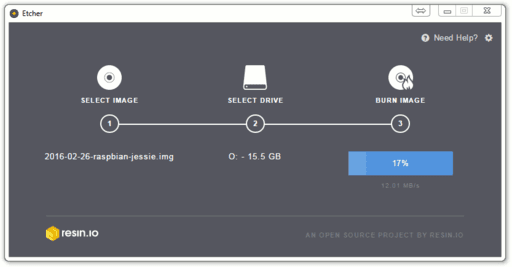 Etcher
Need Help?
SELECT IMAGE
SELECT DRIVE
BURN IMAGE
1
2
3
2016-02-26-raspbian-jessie.img
O: - 15.5 GB
17%
12.01 MB/s
resin.io
AN OPEN SOURCE PROJECT BY RESIN.IO